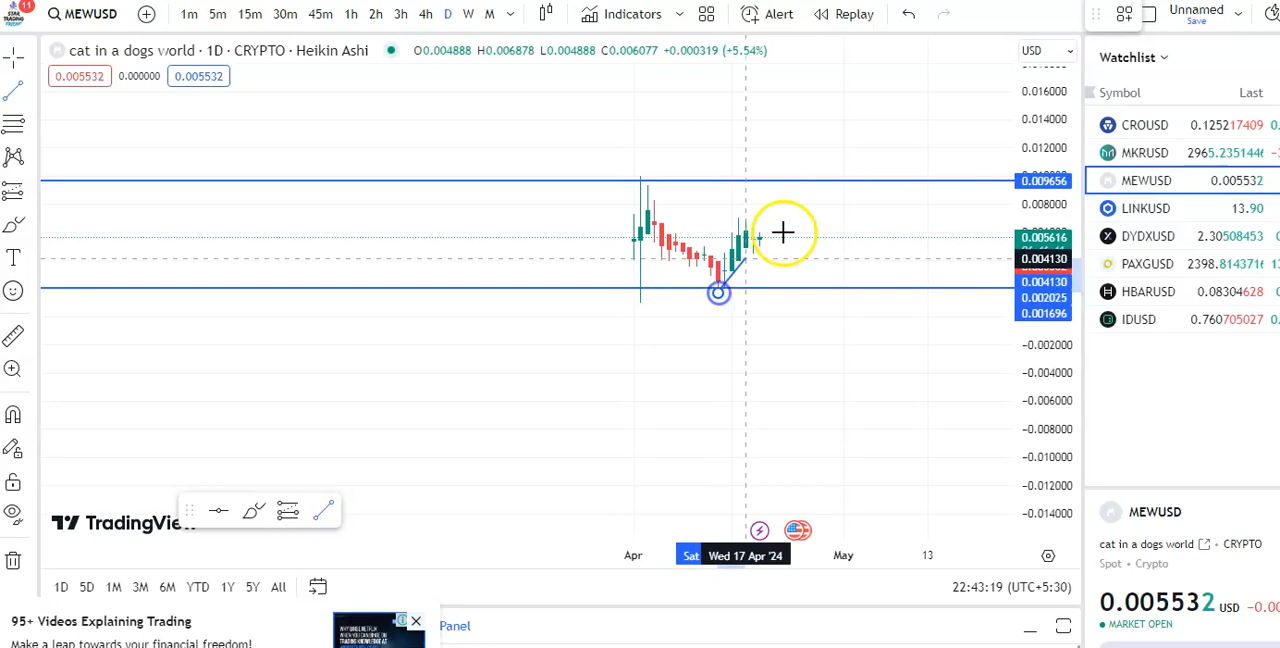 11
MEWUSD
1m 5m 15m 30m 45m 1h 2h 3h 4h D W M
Indicators
Alert
Replay
Unnamed
Save
cat in a dogs world · 1D · CRYPTO · Heikin Ashi
O0.004888 H0.006878 L0.004888 C0.006077 +0.000319 (+5.54%)
USD
0.005532 0.000000 0.005532
0.016000
0.014000
0.012000
0.009656
0.008000
0.005616
0.004130
0.004130
0.002025
0.001696
−0.002000
−0.004000
−0.006000
−0.008000
−0.010000
−0.012000
−0.014000
TradingView
Apr
Sat
Wed 17 Apr '24
May
13
1D 5D 1M 3M 6M YTD 1Y 5Y All
22:43:19 (UTC+5:30)
95+ Videos Explaining Trading
Make a leap towards your financial freedom!
Panel
Watchlist
Symbol Last
CROUSD 0.125217409 0.
MKRUSD 2965.2351446
MEWUSD 0.005532
LINKUSD 13.90
DYDXUSD 2.30508453
PAXGUSD 2398.8143716
HBARUSD 0.08304628
IDUSD 0.760705027
MEWUSD
cat in a dogs world · CRYPTO
Spot · Crypto
0.005532 USD −0.00
MARKET OPEN